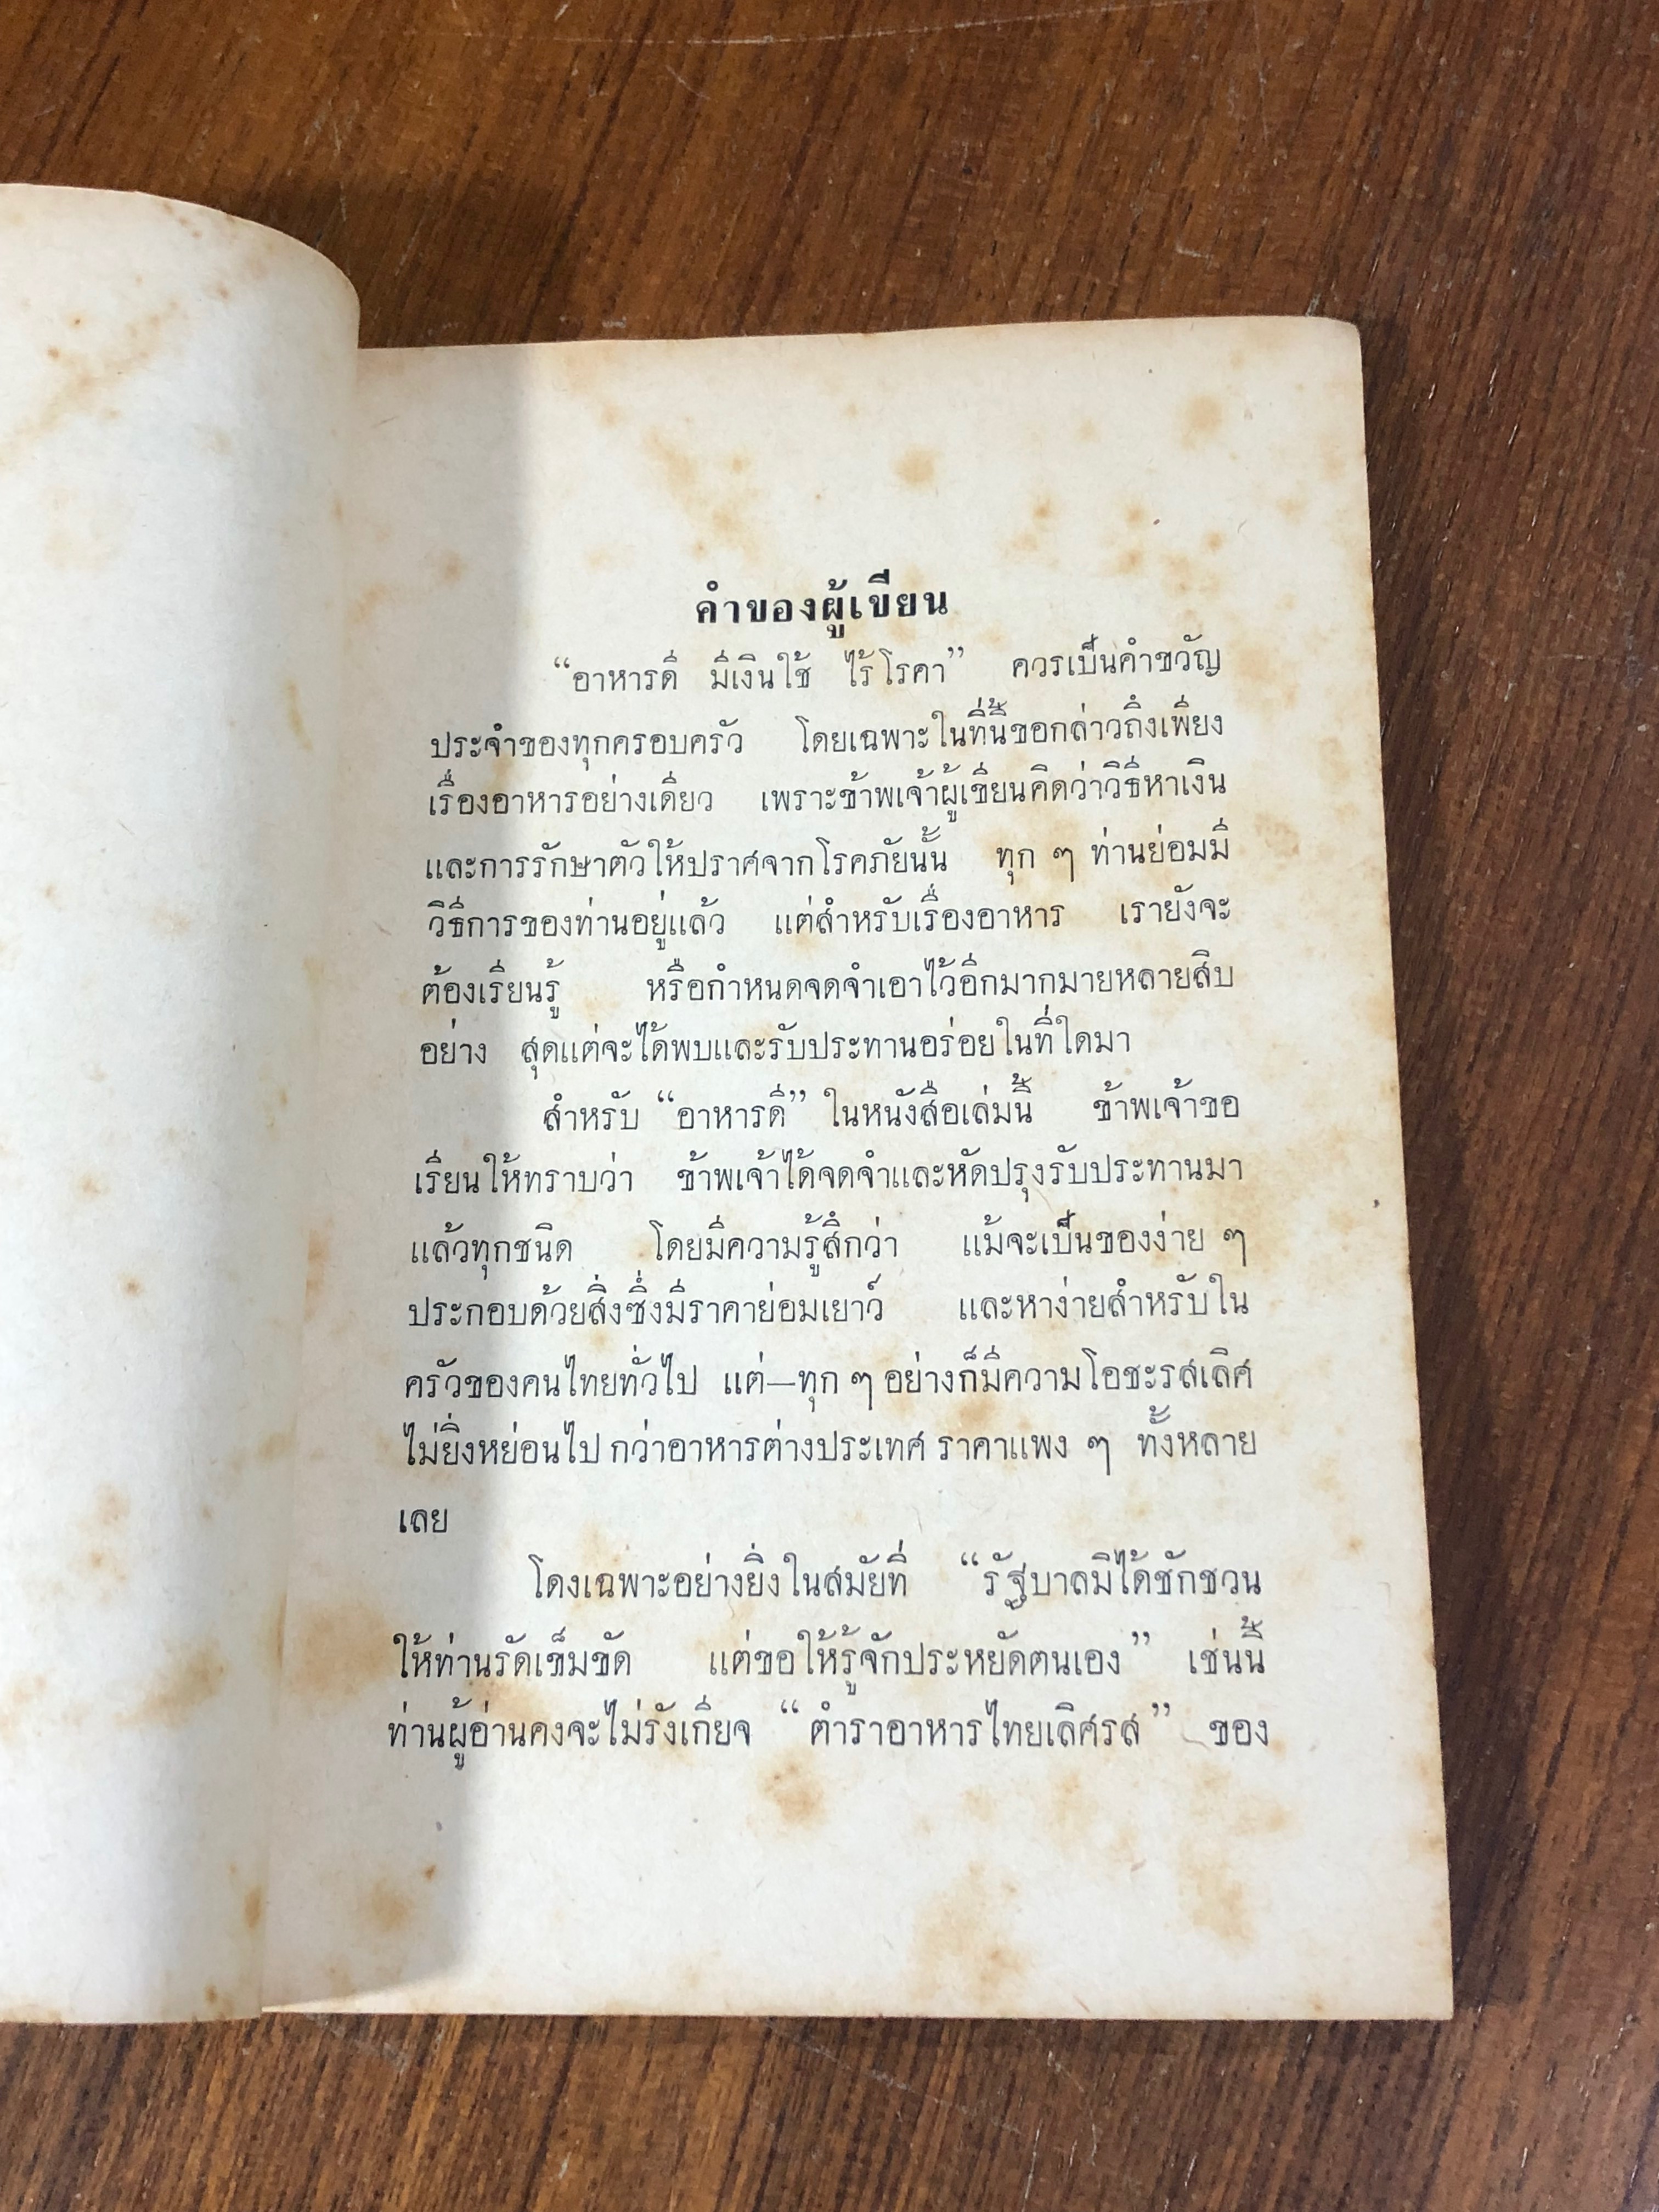 คำของผู้เขียน
“อาหารดี มีเงินใช้ ไร้โรคา” ควรเป็นคำขวัญ
ประจำของทุกครอบครัว โดยเฉพาะในที่นี้ขอกล่าวถึงเพียง
เรื่องอาหารอย่างเดียว เพราะข้าพเจ้าผู้เขียนคิดว่าวิธีหาเงิน
และการรักษาตัวให้ปราศจากโรคภัยนั้น ทุก ๆ ท่านย่อมมี
วิธีการของท่านอยู่แล้ว แต่สำหรับเรื่องอาหาร เรายังจะ
ต้องเรียนรู้ หรือกำหนดจดจำเอาไว้อีกมากมายหลายสิบ
อย่าง สุดแต่จะได้พบและรับประทานอร่อยในที่ใดมา
สำหรับ “อาหารดี” ในหนังสือเล่มนี้ ข้าพเจ้าขอ
เรียนให้ทราบว่า ข้าพเจ้าได้จดจำและหัดปรุงรับประทานมา
แล้วทุกชนิด โดยมีความรู้สึกว่า แม้จะเป็นของง่าย ๆ
ประกอบด้วยสิ่งซึ่งมีราคาย่อมเยาว์ และหาง่ายสำหรับใน
ครัวของคนไทยทั่วไป แต่—ทุก ๆ อย่างก็มีความโอชะรสเลิศ
ไม่ยิ่งหย่อนไป กว่าอาหารต่างประเทศ ราคาแพง ๆ ทั้งหลาย
เลย
โดงเฉพาะอย่างยิ่งในสมัยที่ “รัฐบาลมิได้ชักชวน
ให้ท่านรัดเข็มขัด แต่ขอให้รู้จักประหยัดตนเอง” เช่นนี้
ท่านผู้อ่านคงจะไม่รังเกียจ “ตำราอาหารไทยเลิศรส” ของ